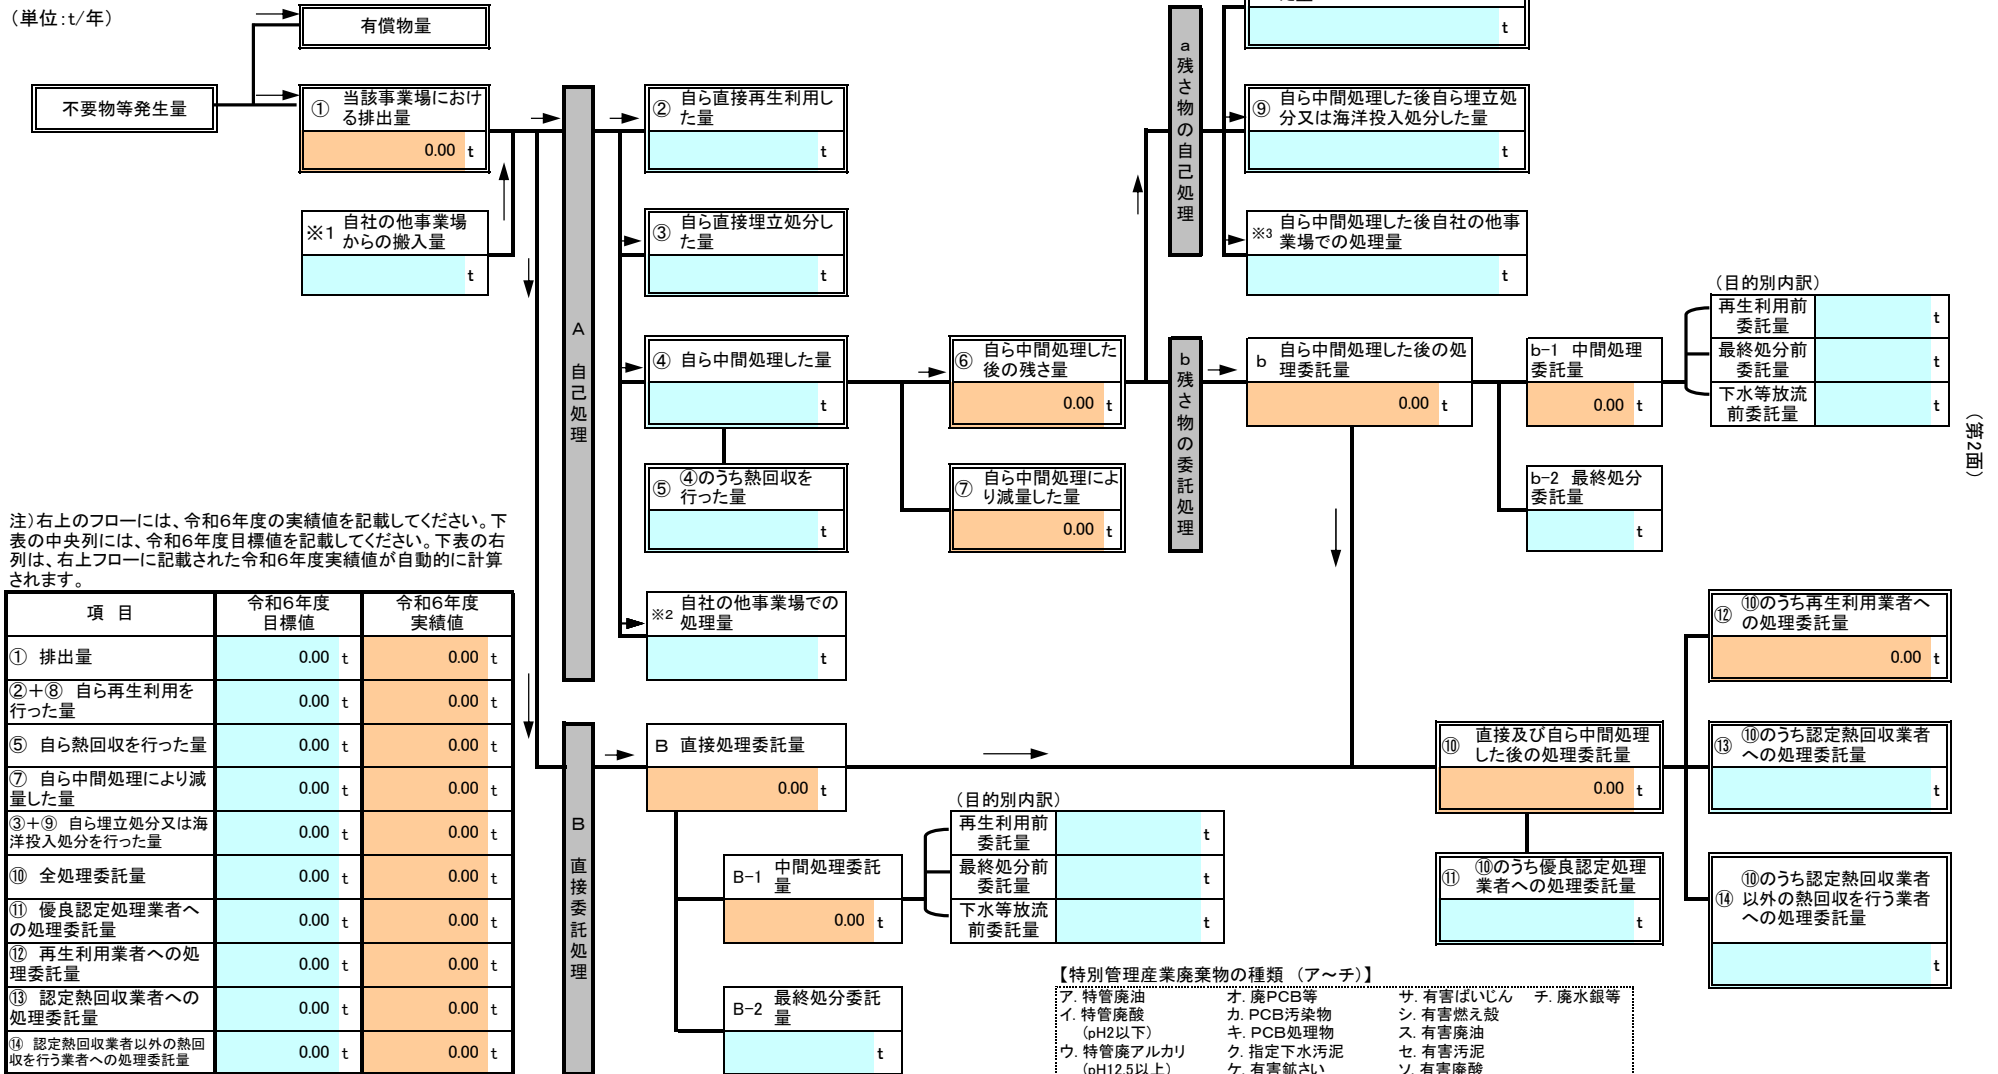 （単位：t/年）
有償物量
不要物等発生量
① 当該事業場におけ
る排出量
0.00 t
※1 自社の他事業場
からの搬入量
t
A 自己処理
② 自ら直接再生利用し
た量
t
③ 自ら直接埋立処分し
た量
t
④ 自ら中間処理した量
t
⑤ ④のうち熱回収を
行った量
t
※2 自社の他事業場での
処理量
t
⑥ 自ら中間処理した
後の残さ量
0.00 t
⑦ 自ら中間処理によ
り減量した量
0.00 t
a 残さ物の自己処理
t
⑨ 自ら中間処理した後自ら埋立処
分又は海洋投入処分した量
t
※3 自ら中間処理した後自社の他事
業場での処理量
t
b 残さ物の委託処理
b 自ら中間処理した後の処
理委託量
0.00 t
b-1 中間処理
委託量
0.00 t
（目的別内訳）
再生利用前
委託量
t
最終処分前
委託量
t
下水等放流
前委託量
t
b-2 最終処分
委託量
t
（第2面）
注）右上のフローには、令和6年度の実績値を記載してください。下
表の中央列には、令和6年度目標値を記載してください。下表の右
列は、右上フローに記載された令和6年度実績値が自動的に計算
されます。
項 目 令和6年度 令和6年度
目標値 実績値
① 排出量 0.00 t 0.00 t
②＋⑧ 自ら再生利用を
行った量 0.00 t 0.00 t
⑤ 自ら熱回収を行った量 0.00 t 0.00 t
⑦ 自ら中間処理により減
量した量 0.00 t 0.00 t
③＋⑨ 自ら埋立処分又は海
洋投入処分を行った量 0.00 t 0.00 t
⑩ 全処理委託量 0.00 t 0.00 t
⑪ 優良認定処理業者へ
の処理委託量 0.00 t 0.00 t
⑫ 再生利用業者への処
理委託量 0.00 t 0.00 t
⑬ 認定熱回収業者への
処理委託量 0.00 t 0.00 t
⑭ 認定熱回収業者以外の熱回
収を行う業者への処理委託量 0.00 t 0.00 t
B 直接委託処理
B 直接処理委託量
0.00 t
B-1 中間処理委託
量
0.00 t
（目的別内訳）
再生利用前
委託量
t
最終処分前
委託量
t
下水等放流
前委託量
t
B-2 最終処分委託
量
t
⑩ 直接及び自ら中間処理
した後の処理委託量
0.00 t
⑪ ⑩のうち優良認定処理
業者への処理委託量
t
⑫ ⑩のうち再生利用業者へ
の処理委託量
0.00 t
⑬ ⑩のうち認定熱回収業者
への処理委託量
t
⑭ ⑩のうち認定熱回収業者
以外の熱回収を行う業者
への処理委託量
t
【特別管理産業廃棄物の種類 （ア～チ）】
ア. 特管廃油 オ. 廃PCB等 サ. 有害ばいじん チ. 廃水銀等
イ. 特管廃酸 カ. PCB汚染物 シ. 有害燃え殻
（pH2以下） キ. PCB処理物 ス. 有害廃油
ウ. 特管廃アルカリ ク. 指定下水汚泥 セ. 有害汚泥
（pH12.5以上） ケ. 有害鉱さい ソ. 有害廃酸